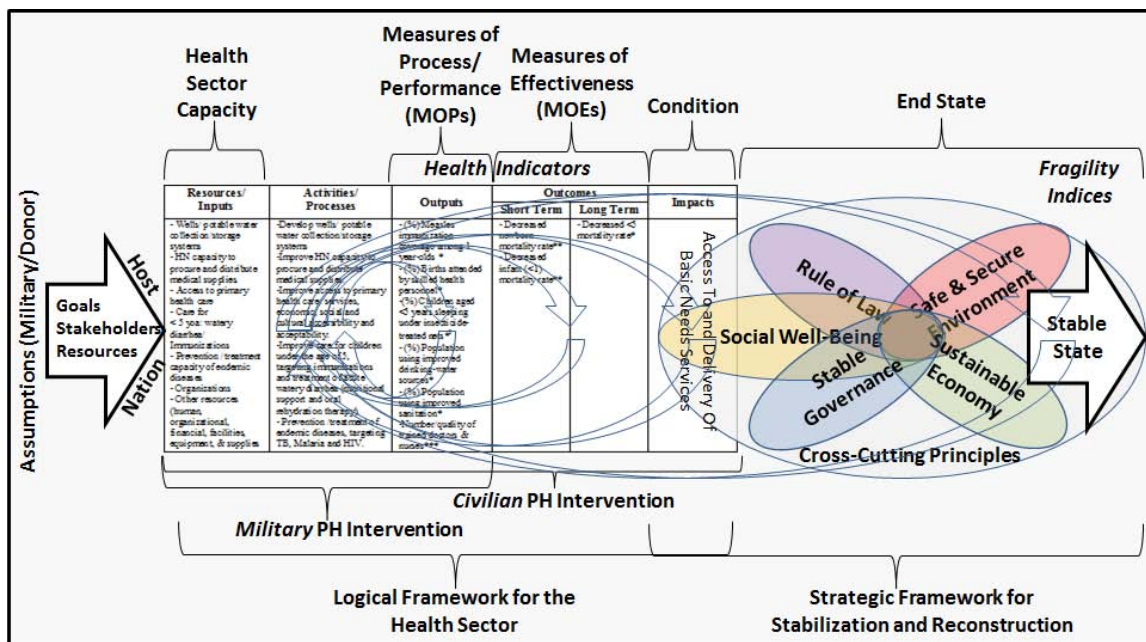 Health
Sector
Capacity
Measures of
Process/
Performance
(MOPs)
Measures of
Effectiveness
(MOEs)
Condition
End State
Health Indicators
Fragility
Indices
Assumptions (Military/Donor)
Host
Nation
Goals
Stakeholders
Resources
Resources/
Inputs
- Wells/ potable water
collection storage
systems
- HN capacity to
procure and distribute
medical supplies
- Access to primary
health care
- Care for
< 5 year watery
diarrhea/
Immunizations
- Prevention / treatment
capacity of endemic
diseases
- Organizations
- Other resources
(human,
organizational,
financial, facilities,
equipment, & supplies
Activities/
Processes
-Develop wells/ potable
water collection/storage
systems
-Improve HN capacity to
procure and distribute
medical supplies
-Improve access to primary
health care, services,
economic, social and
cultural accessibility and
acceptability.
-Improve care for children
under the age <5,
targeting immunizations
and treatment of acute
watery diarrhea (nutritional
support and oral
rehydration therapy)
- Prevention/ treatment of
endemic diseases, targeting
TB, Malaria and HIV.
Outputs
- (%) Measles
immunization
coverage among 1
year-olds *
- (%) Births attended
by skilled health
personnel*
-(%) Children aged
<5 years sleeping
under insecticide-
treated nets*
- (%) Population
using improved
drinking-water
sources*
- (%) Population
using improved
sanitation*
-Number/quality of
trained doctors &
nurses***
Outcomes
Short Term
- Decreased
newborn
mortality rate**
- Decreased
infant (<1)
mortality rate**
Long Term
- Decreased <5
mortality rate*
Impacts
Access To and Delivery Of
Basic Needs Services
Rule of Law
Safe & Secure
Environment
Social Well-Being
Stable
Governance
Sustainable
Economy
Cross-Cutting Principles
Stable
State
Civilian PH Intervention
Military PH Intervention
Logical Framework for the
Health Sector
Strategic Framework for
Stabilization and Reconstruction